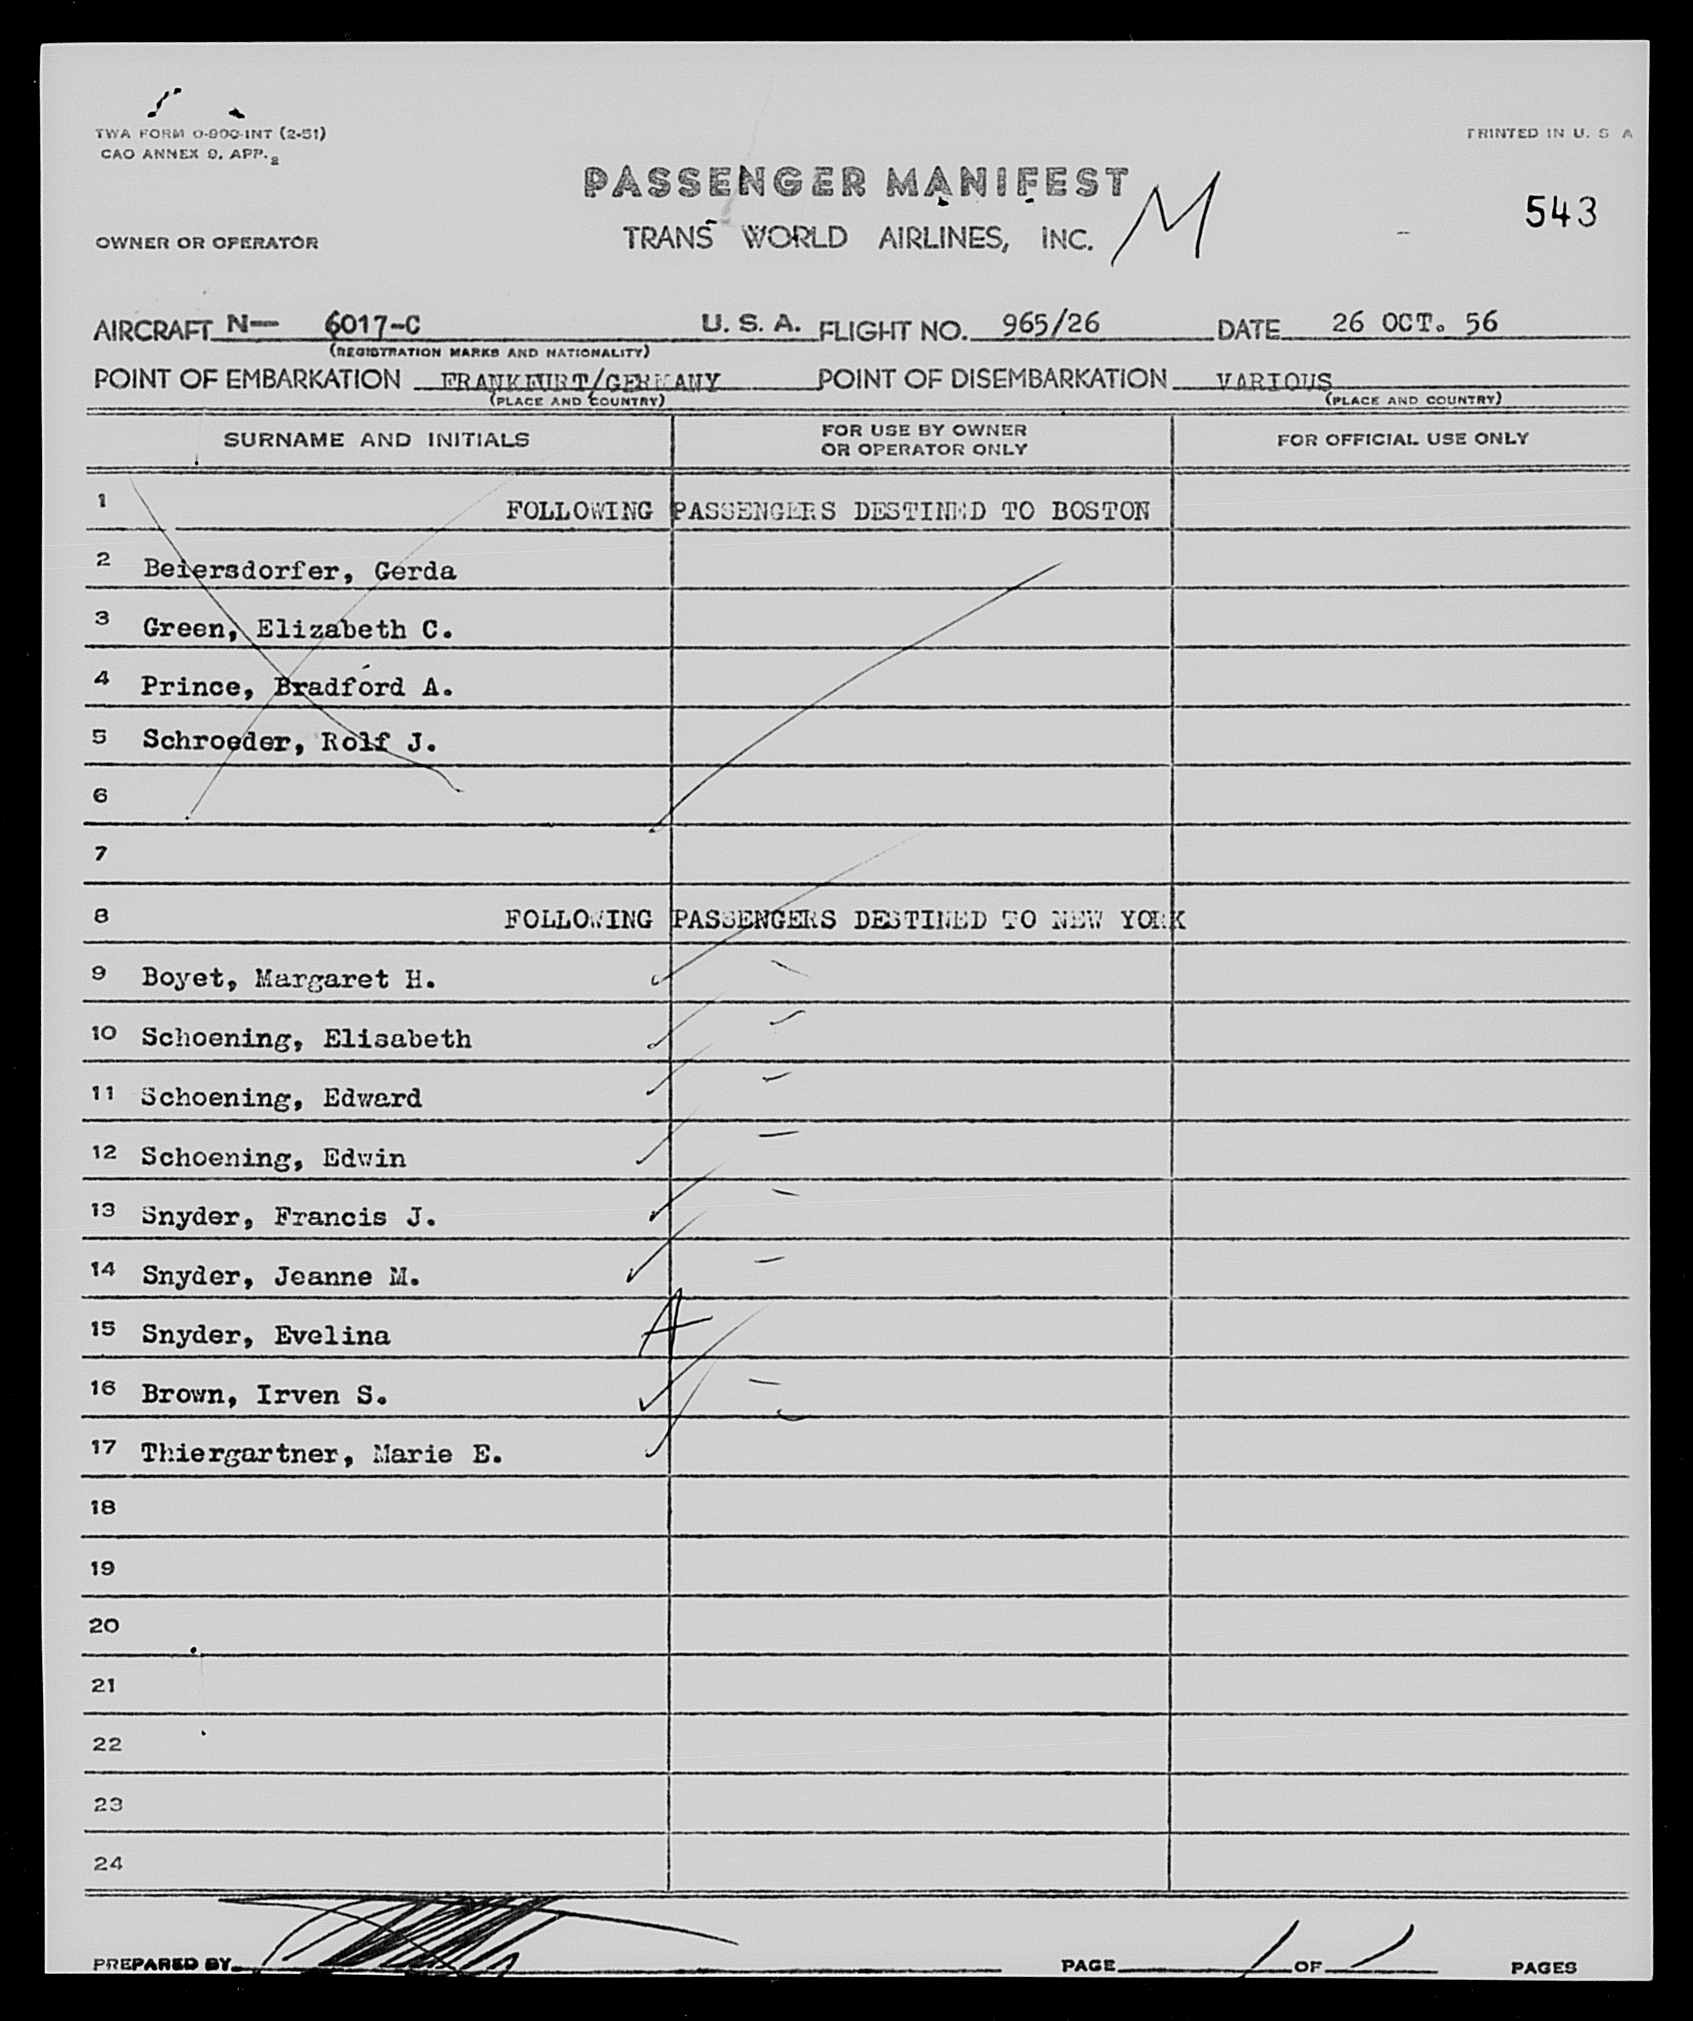 TWA FORM 0-900-INT (2-51)
CAO ANNEX 9, APP. 2
PRINTED IN U. S A
PASSENGER MANIFEST
M
543
OWNER OR OPERATOR
TRANS WORLD AIRLINES, INC.
AIRCRAFT N— 6017-C U. S. A. FLIGHT NO. 965/26 DATE 26 OCT. 56
(REGISTRATION MARKS AND NATIONALITY)
POINT OF EMBARKATION FRANKFURT/GERMANY POINT OF DISEMBARKATION VARIOUS
(PLACE AND COUNTRY) (PLACE AND COUNTRY)
SURNAME AND INITIALS
FOR USE BY OWNER
OR OPERATOR ONLY
FOR OFFICIAL USE ONLY
1 FOLLOWING PASSENGERS DESTINED TO BOSTON
2 Beiersdorfer, Gerda
3 Green, Elizabeth C.
4 Prince, Bradford A.
5 Schroeder, Rolf J.
6
7
8 FOLLOWING PASSENGERS DESTINED TO NEW YORK
9 Boyet, Margaret H.
10 Schoening, Elisabeth
11 Schoening, Edward
12 Schoening, Edwin
13 Snyder, Francis J.
14 Snyder, Jeanne M.
15 Snyder, Evelina A
16 Brown, Irven S.
17 Thiergartner, Marie E.
18
19
20
21
22
23
24
PREPARED BY PAGE 1 OF 1 PAGES